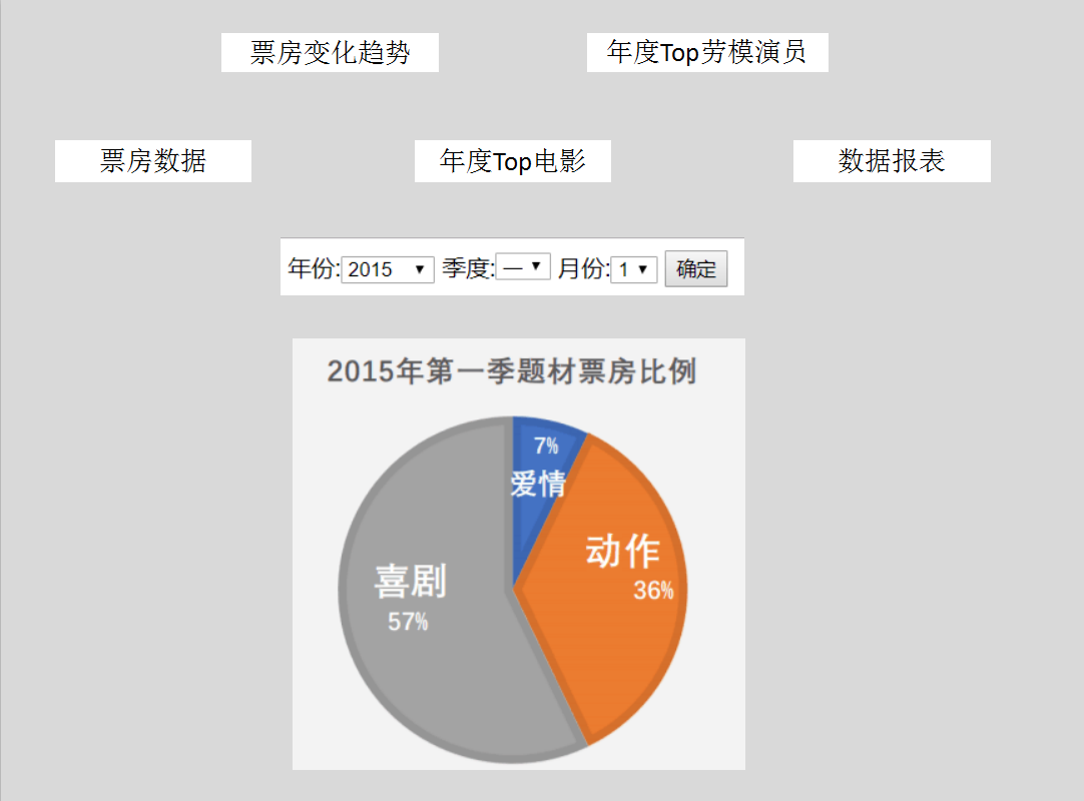 票房变化趋势
年度Top劳模演员
票房数据
年度Top电影
数据报表
年份:2015 季度:一 月份:1 确定
2015年第一季题材票房比例
7%
爱情
动作
36%
喜剧
57%